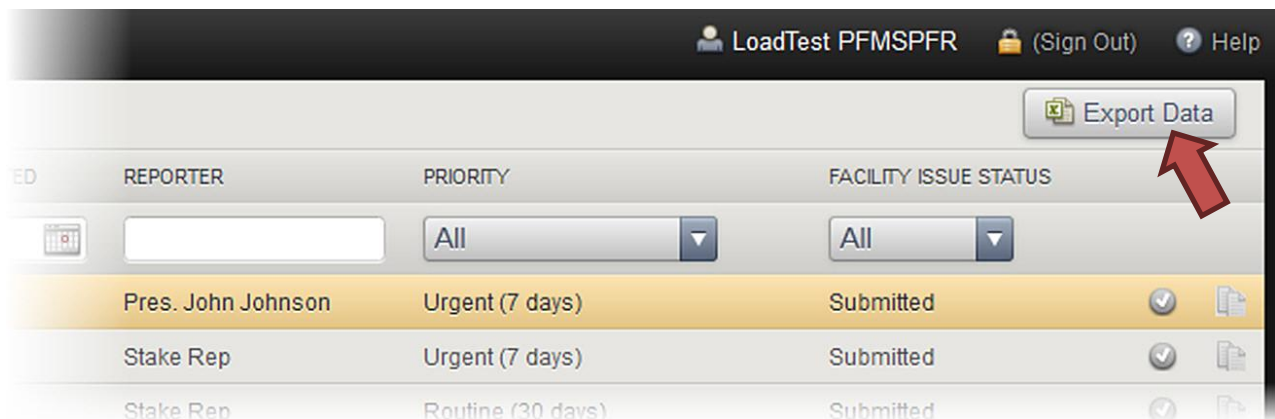 LoadTest PFMSPFR (Sign Out) Help
Export Data
ED REPORTER PRIORITY FACILITY ISSUE STATUS
All All
Pres. John Johnson Urgent (7 days) Submitted
Stake Rep Urgent (7 days) Submitted
Stake Rep Routine (30 days) Submitted